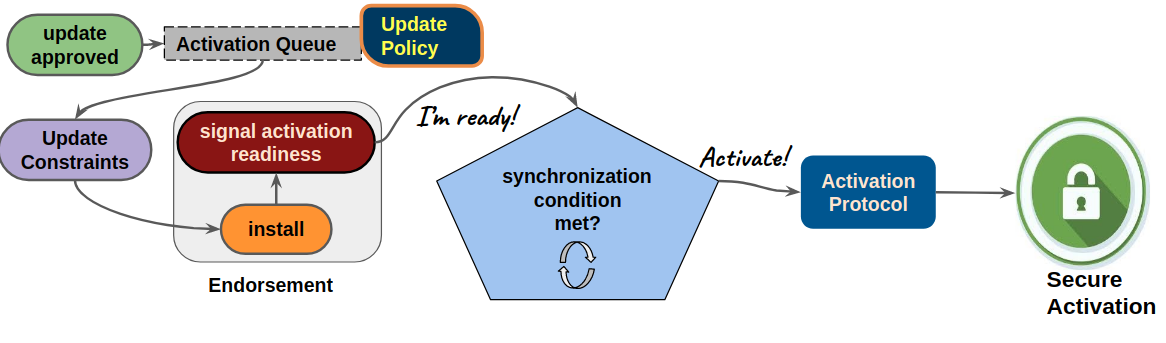 update
approved
Activation Queue
Update
Policy
Update
Constraints
signal activation
readiness
install
Endorsement
I'm ready!
synchronization
condition
met?
Activate!
Activation
Protocol
Secure
Activation